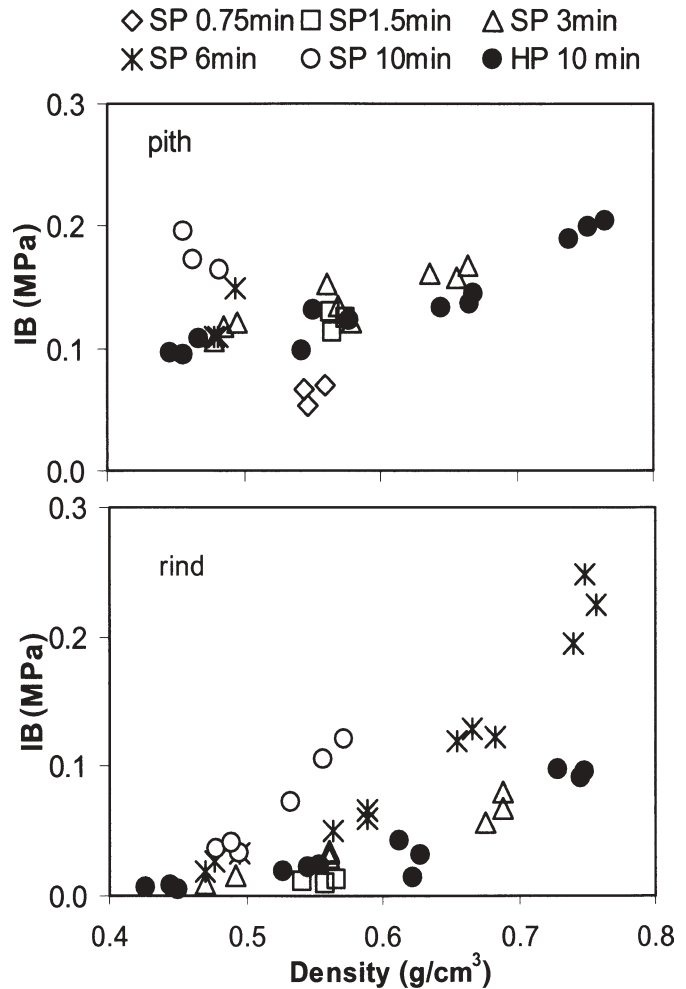 SP 0.75min SP1.5min SP 3min
SP 6min SP 10min HP 10 min
0.3
pith
0.2
IB (MPa)
0.1
0.0
0.3
rind
0.2
IB (MPa)
0.1
0.0
0.4 0.5 0.6 0.7 0.8
Density (g/cm³)